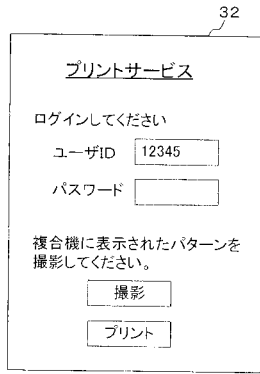 32
プリントサービス
ログインしてください
ユーザID 12345
パスワード
複合機に表示されたパターンを
撮影してください。
撮影
プリント